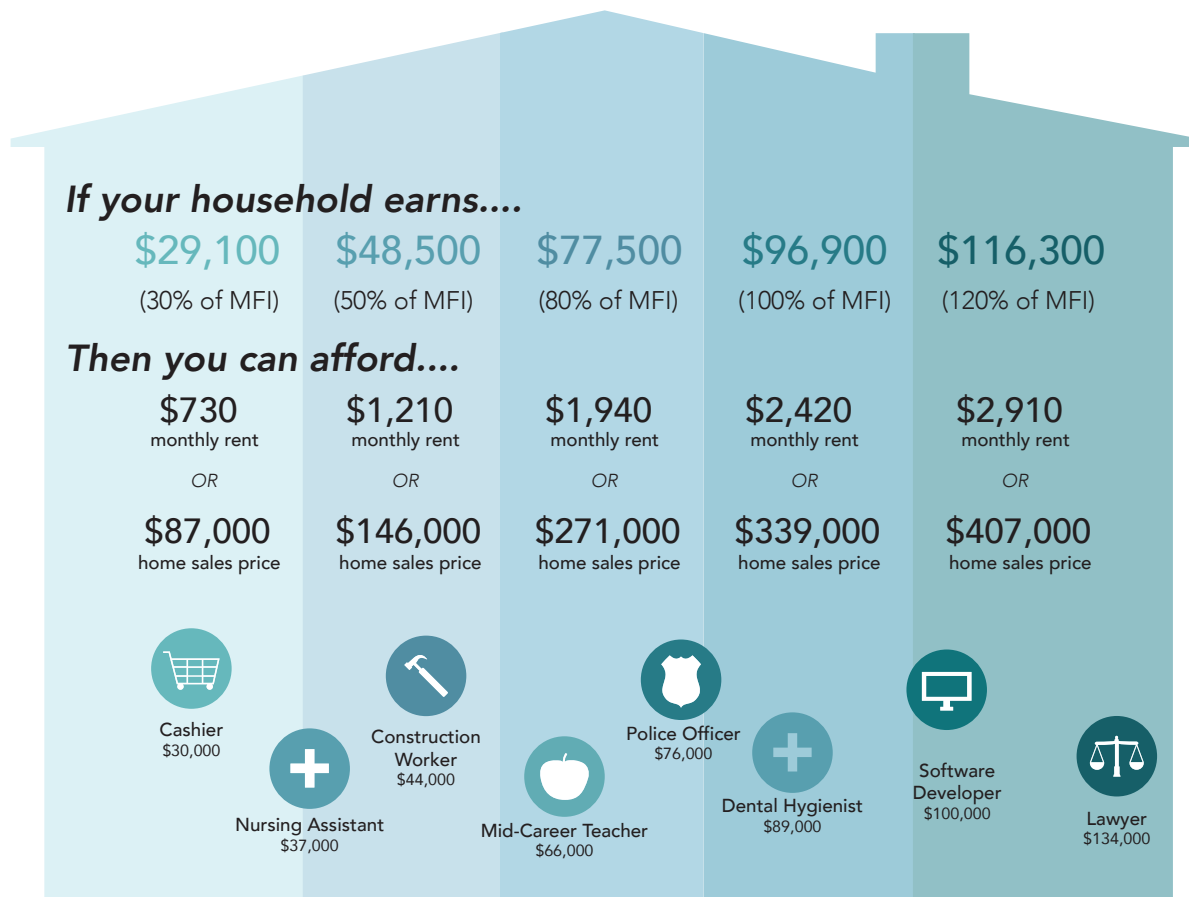 If your household earns....
$29,100
$48,500
$77,500
$96,900
$116,300
(30% of MFI)
(50% of MFI)
(80% of MFI)
(100% of MFI)
(120% of MFI)
Then you can afford....
$730
$1,210
$1,940
$2,420
$2,910
monthly rent
monthly rent
monthly rent
monthly rent
monthly rent
OR
OR
OR
OR
OR
$87,000
$146,000
$271,000
$339,000
$407,000
home sales price
home sales price
home sales price
home sales price
home sales price
Cashier
$30,000
Nursing Assistant
$37,000
Construction
Worker
$44,000
Mid-Career Teacher
$66,000
Police Officer
$76,000
Dental Hygienist
$89,000
Software
Developer
$100,000
Lawyer
$134,000